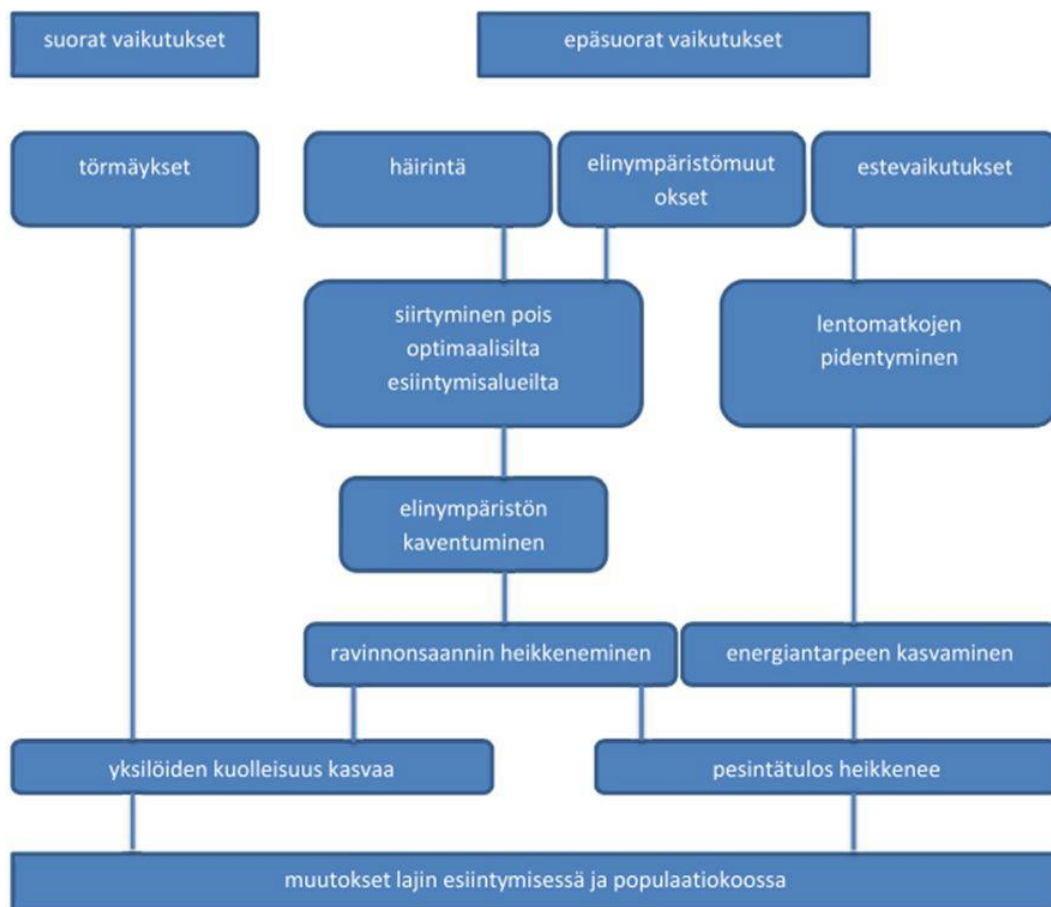 suorat vaikutukset
epäsuorat vaikutukset
törmäykset
häirintä
elinympäristömuut
okset
estevaikutukset
siirtyminen pois
optimaalisilta
esiintymisalueilta
lentomatkojen
pidentyminen
elinympäristön
kaventuminen
ravinnonsaannin heikkeneminen
energiantarpeen kasvaminen
yksilöiden kuolleisuus kasvaa
pesintätulos heikkenee
muutokset lajin esiintymisessä ja populaatiokoossa